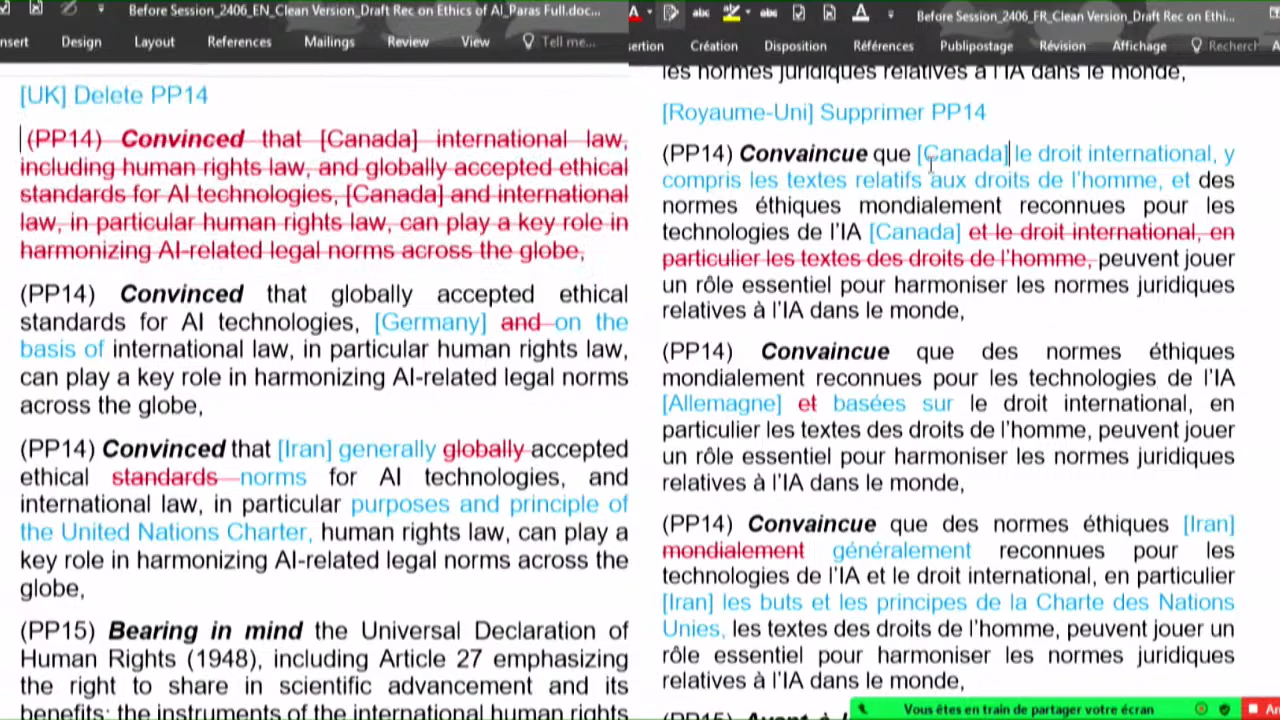 Before Session_2406_EN_Clean Version_Draft Rec on Ethics of AI_Paras Full.doc...
nsert Design Layout References Mailings Review View Tell me...
[UK] Delete PP14
(PP14) Convinced that [Canada] international law,
including human rights law, and globally accepted ethical
standards for AI technologies, [Canada] and international
law, in particular human rights law, can play a key role in
harmonizing AI-related legal norms across the globe,
(PP14) Convinced that globally accepted ethical
standards for AI technologies, [Germany] and on the
basis of international law, in particular human rights law,
can play a key role in harmonizing AI-related legal norms
across the globe,
(PP14) Convinced that [Iran] generally globally accepted
ethical standards norms for AI technologies, and
international law, in particular purposes and principle of
the United Nations Charter, human rights law, can play a
key role in harmonizing AI-related legal norms across the
globe,
(PP15) Bearing in mind the Universal Declaration of
Human Rights (1948), including Article 27 emphasizing
the right to share in scientific advancement and its
benefits; the instruments of the international human rights
Before Session_2406_FR_Clean Version_Draft Rec on Ethi...
sertion Création Disposition Références Publipostage Révision Affichage Recherch
les normes juridiques relatives à l'IA dans le monde,
[Royaume-Uni] Supprimer PP14
(PP14) Convaincue que [Canada] le droit international, y
compris les textes relatifs aux droits de l'homme, et des
normes éthiques mondialement reconnues pour les
technologies de l'IA [Canada] et le droit international, en
particulier les textes des droits de l'homme, peuvent jouer
un rôle essentiel pour harmoniser les normes juridiques
relatives à l'IA dans le monde,
(PP14) Convaincue que des normes éthiques
mondialement reconnues pour les technologies de l'IA
[Allemagne] et basées sur le droit international, en
particulier les textes des droits de l'homme, peuvent jouer
un rôle essentiel pour harmoniser les normes juridiques
relatives à l'IA dans le monde,
(PP14) Convaincue que des normes éthiques [Iran]
mondialement généralement reconnues pour les
technologies de l'IA et le droit international, en particulier
[Iran] les buts et les principes de la Charte des Nations
Unies, les textes des droits de l'homme, peuvent jouer un
rôle essentiel pour harmoniser les normes juridiques
relatives à l'IA dans le monde,
Vous êtes en train de partager votre écran